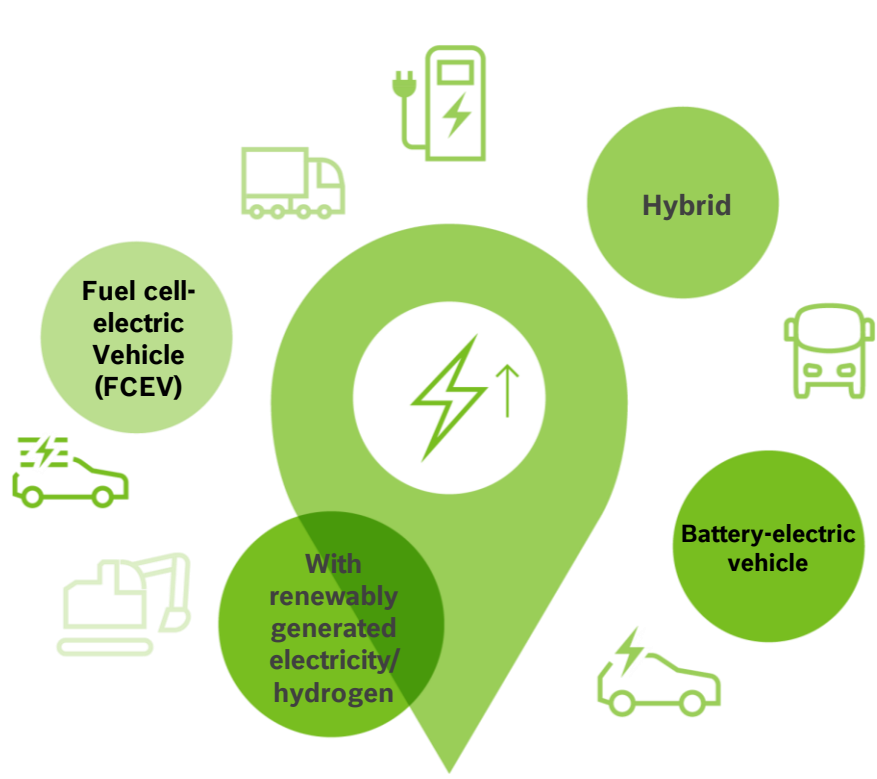 Hybrid
Fuel cell-
electric
Vehicle
(FCEV)
Battery-electric
vehicle
With
renewably
generated
electricity/
hydrogen